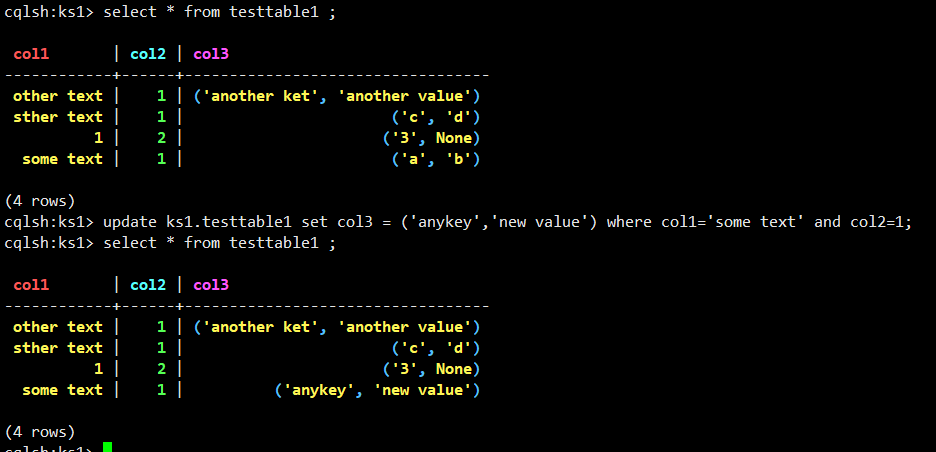 cqlsh:ks1> select * from testtable1 ;
col1 | col2 | col3
------------+------+----------------------------------
other text | 1 | ('another ket', 'another value')
sther text | 1 | ('c', 'd')
1 | 2 | ('3', None)
some text | 1 | ('a', 'b')
(4 rows)
cqlsh:ks1> update ks1.testtable1 set col3 = ('anykey','new value') where col1='some text' and col2=1;
cqlsh:ks1> select * from testtable1 ;
col1 | col2 | col3
------------+------+----------------------------------
other text | 1 | ('another ket', 'another value')
sther text | 1 | ('c', 'd')
1 | 2 | ('3', None)
some text | 1 | ('anykey', 'new value')
(4 rows)
cqlsh:ks1>